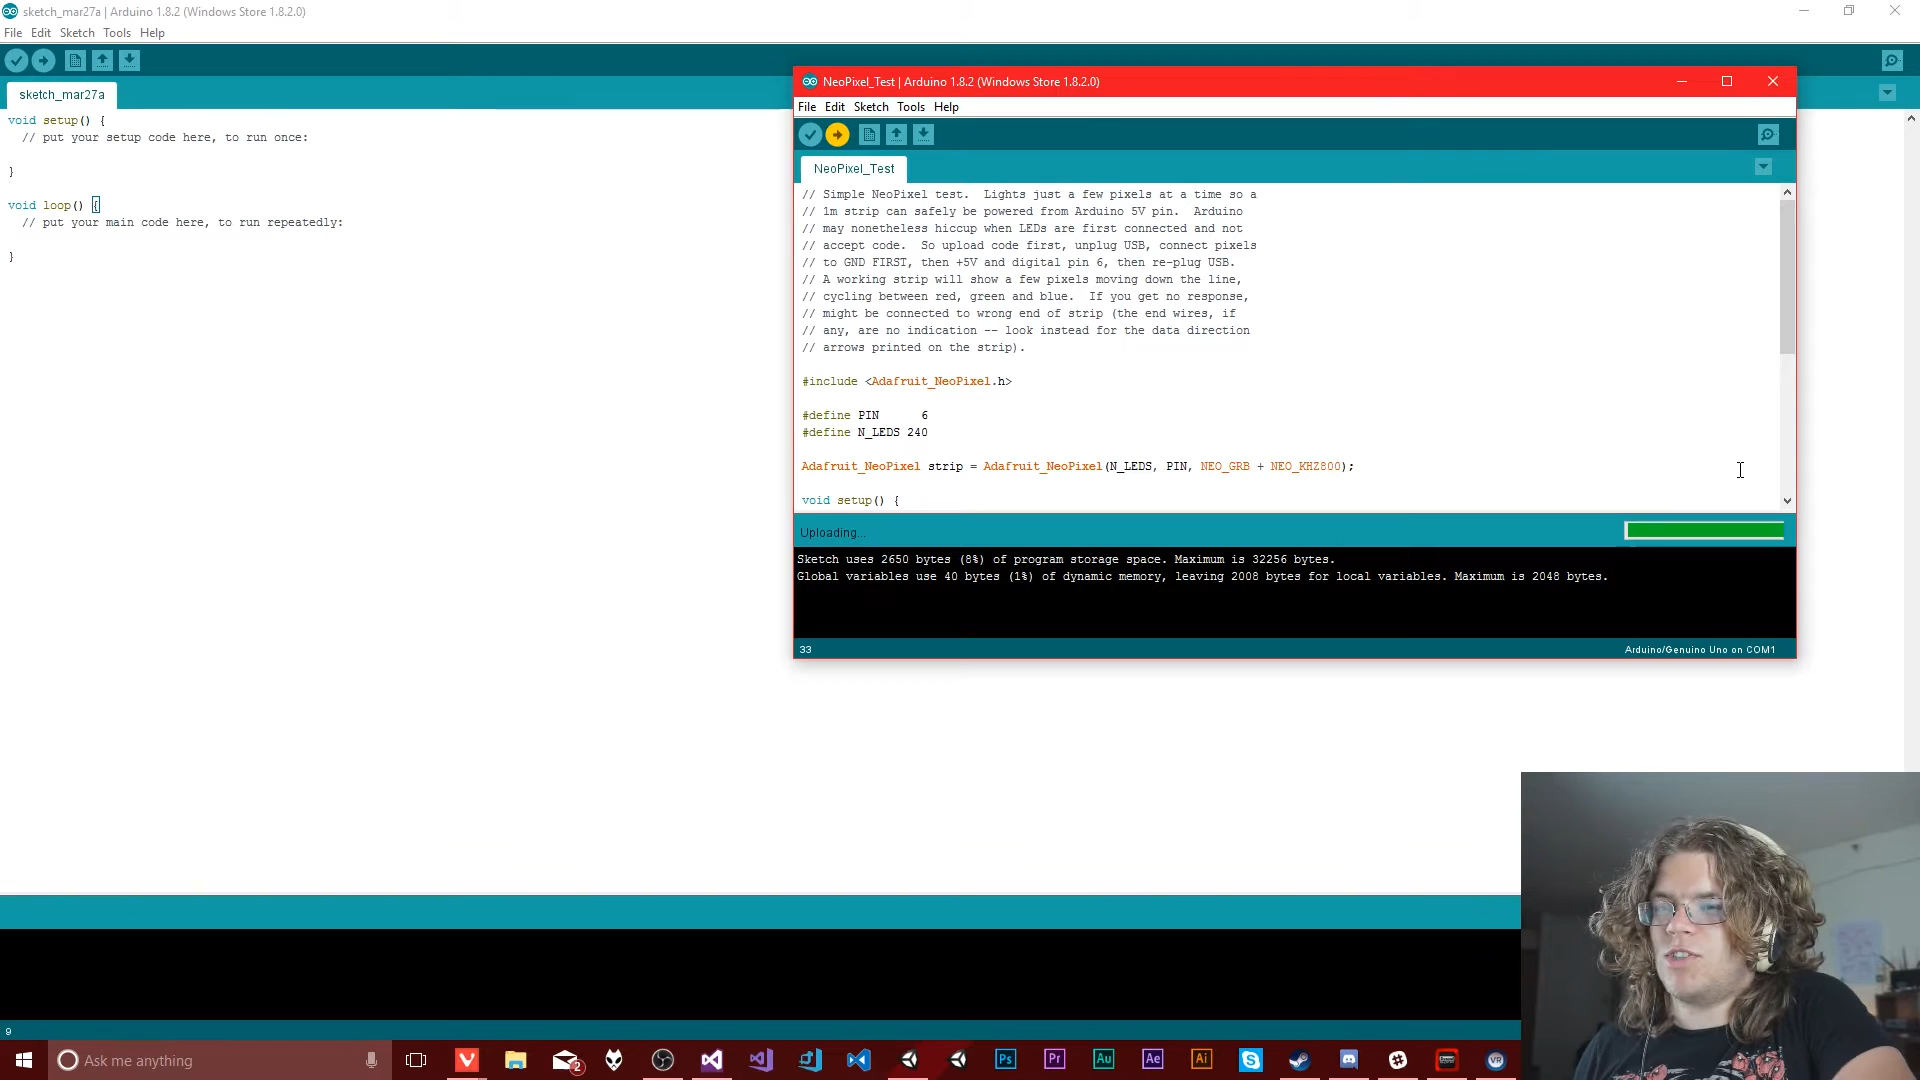 sketch_mar27a | Arduino 1.8.2 (Windows Store 1.8.2.0)
File Edit Sketch Tools Help
sketch_mar27a
void setup() {
// put your setup code here, to run once:
}
void loop() {
// put your main code here, to run repeatedly:
}
NeoPixel_Test | Arduino 1.8.2 (Windows Store 1.8.2.0)
File Edit Sketch Tools Help
NeoPixel_Test
// Simple NeoPixel test.  Lights just a few pixels at a time so a
// 1m strip can safely be powered from Arduino 5V pin.  Arduino
// may nonetheless hiccup when LEDs are first connected and not
// accept code.  So upload code first, unplug USB, connect pixels
// to GND FIRST, then +5V and digital pin 6, then re-plug USB.
// A working strip will show a few pixels moving down the line,
// cycling between red, green and blue.  If you get no response,
// might be connected to wrong end of strip (the end wires, if
// any, are no indication -- look instead for the data direction
// arrows printed on the strip).
#include <Adafruit_NeoPixel.h>
#define PIN      6
#define N_LEDS 240
Adafruit_NeoPixel strip = Adafruit_NeoPixel(N_LEDS, PIN, NEO_GRB + NEO_KHZ800);
void setup() {
Uploading...
Sketch uses 2650 bytes (8%) of program storage space. Maximum is 32256 bytes.
Global variables use 40 bytes (1%) of dynamic memory, leaving 2008 bytes for local variables. Maximum is 2048 bytes.
33
Arduino/Genuino Uno on COM1
9
Ask me anything
2
Ps
Pr
Au
Ae
Ai
VR